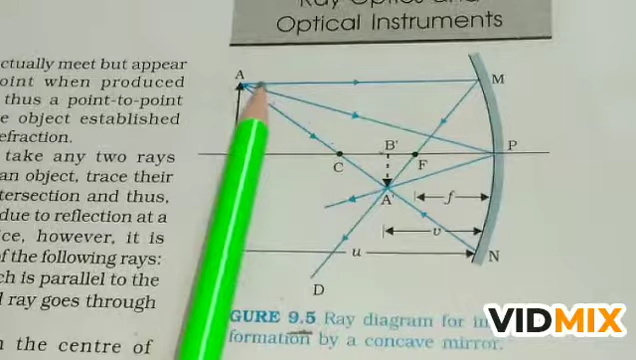 Ray Optics and
Optical Instruments
ctually meet but appear
oint when produced
thus a point-to-point
e object established
efraction.
take any two rays
an object, trace their
tersection and thus,
due to reflection at a
ce, however, it is
f the following rays:
ch is parallel to the
ray goes through
n the centre of
A
M
B'
P
C
F
A'
f
v
u
N
D
GURE 9.5 Ray diagram for
formation by a concave mirror.
VIDMIX